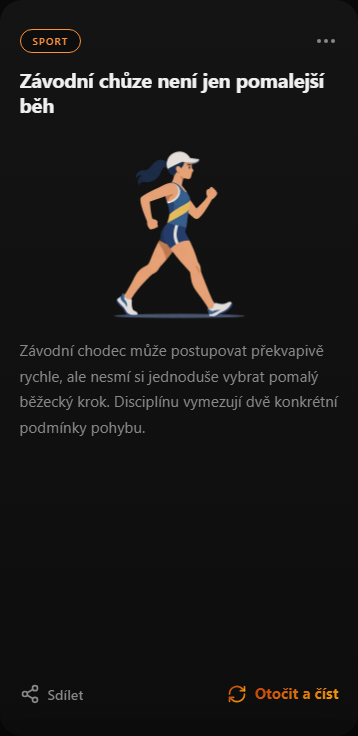 SPORT
Závodní chůze není jen pomalejší
běh
Závodní chodec může postupovat překvapivě
rychle, ale nesmí si jednoduše vybrat pomalý
běžecký krok. Disciplínu vymezují dvě konkrétní
podmínky pohybu.
Sdílet
Otočit a číst